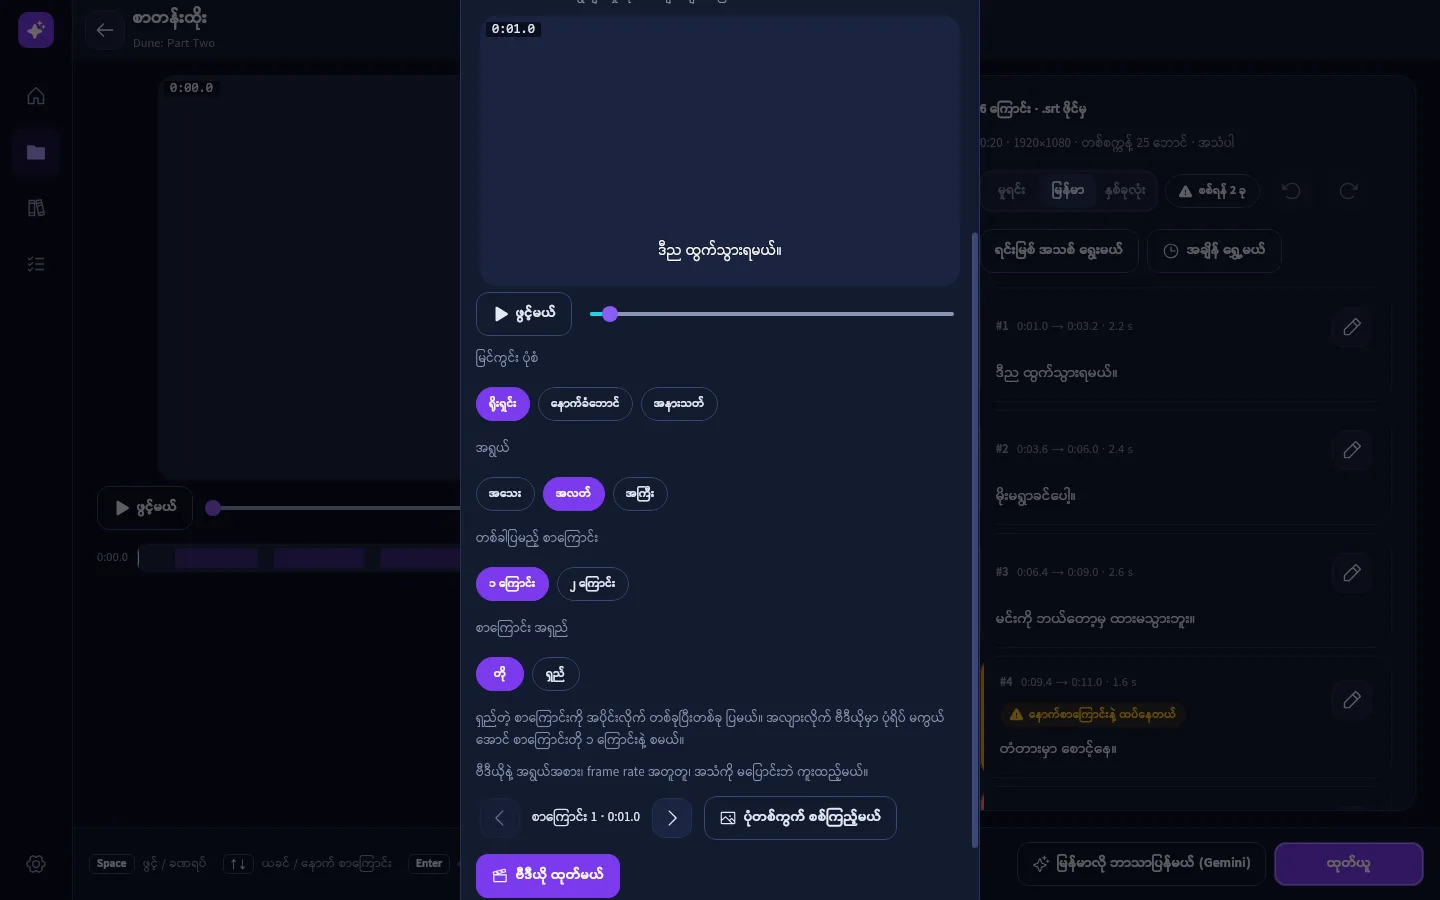 စာတန်းထိုး
Dune: Part Two
0:00.0
ဖွင့်မယ်
0:00.0
Space ဖွင့် / ခဏရပ် ↑↓ ယခင် / နောက် စာကြောင်း Enter
0:01.0
ဒီည ထွက်သွားရမယ်။
ဖွင့်မယ်
မြင်ကွင်း ပုံစံ
ရိုးရှင်း နောက်ခံဘောင် အနားသတ်
အရွယ်
အသေး အလတ် အကြီး
တစ်ခါပြမည့် စာကြောင်း
၁ ကြောင်း ၂ ကြောင်း
စာကြောင်း အရှည်
တို ရှည်
ရှည်တဲ့ စာကြောင်းကို အပိုင်းလိုက် တစ်ခုပြီးတစ်ခု ပြမယ်။ အလျားလိုက် ဗီဒီယိုမှာ ပုံရိပ် မကွယ်
အောင် စာကြောင်းတို ၁ ကြောင်းနဲ့ စမယ်။
ဗီဒီယိုနဲ့ အရွယ်အစား၊ frame rate အတူတူ၊ အသံကို မပြောင်းဘဲ ကူးထည့်မယ်။
စာကြောင်း 1 · 0:01.0 ပုံတစ်ကွက် စစ်ကြည့်မယ်
ဗီဒီယို ထုတ်မယ်
6 ကြောင်း · .srt ဖိုင်မှ
0:20 · 1920×1080 · တစ်စက္ကန့် 25 ဘောင် · အသံပါ
မူရင်း မြန်မာ နှစ်ခုလုံး စစ်ရန် 2 ခု
ရင်းမြစ် အသစ် ရွေးမယ် အချိန် ရွှေ့မယ်
#1 0:01.0 → 0:03.2 · 2.2 s
ဒီည ထွက်သွားရမယ်။
#2 0:03.6 → 0:06.0 · 2.4 s
မိုးမရွာခင်ပေါ့။
#3 0:06.4 → 0:09.0 · 2.6 s
မင်းကို ဘယ်တော့မှ ထားမသွားဘူး။
#4 0:09.4 → 0:11.0 · 1.6 s
နောက်စာကြောင်းနဲ့ ထပ်နေတယ်
တံတားမှာ စောင့်နေ။
မြန်မာလို ဘာသာပြန်မယ် (Gemini) ထုတ်ယူ